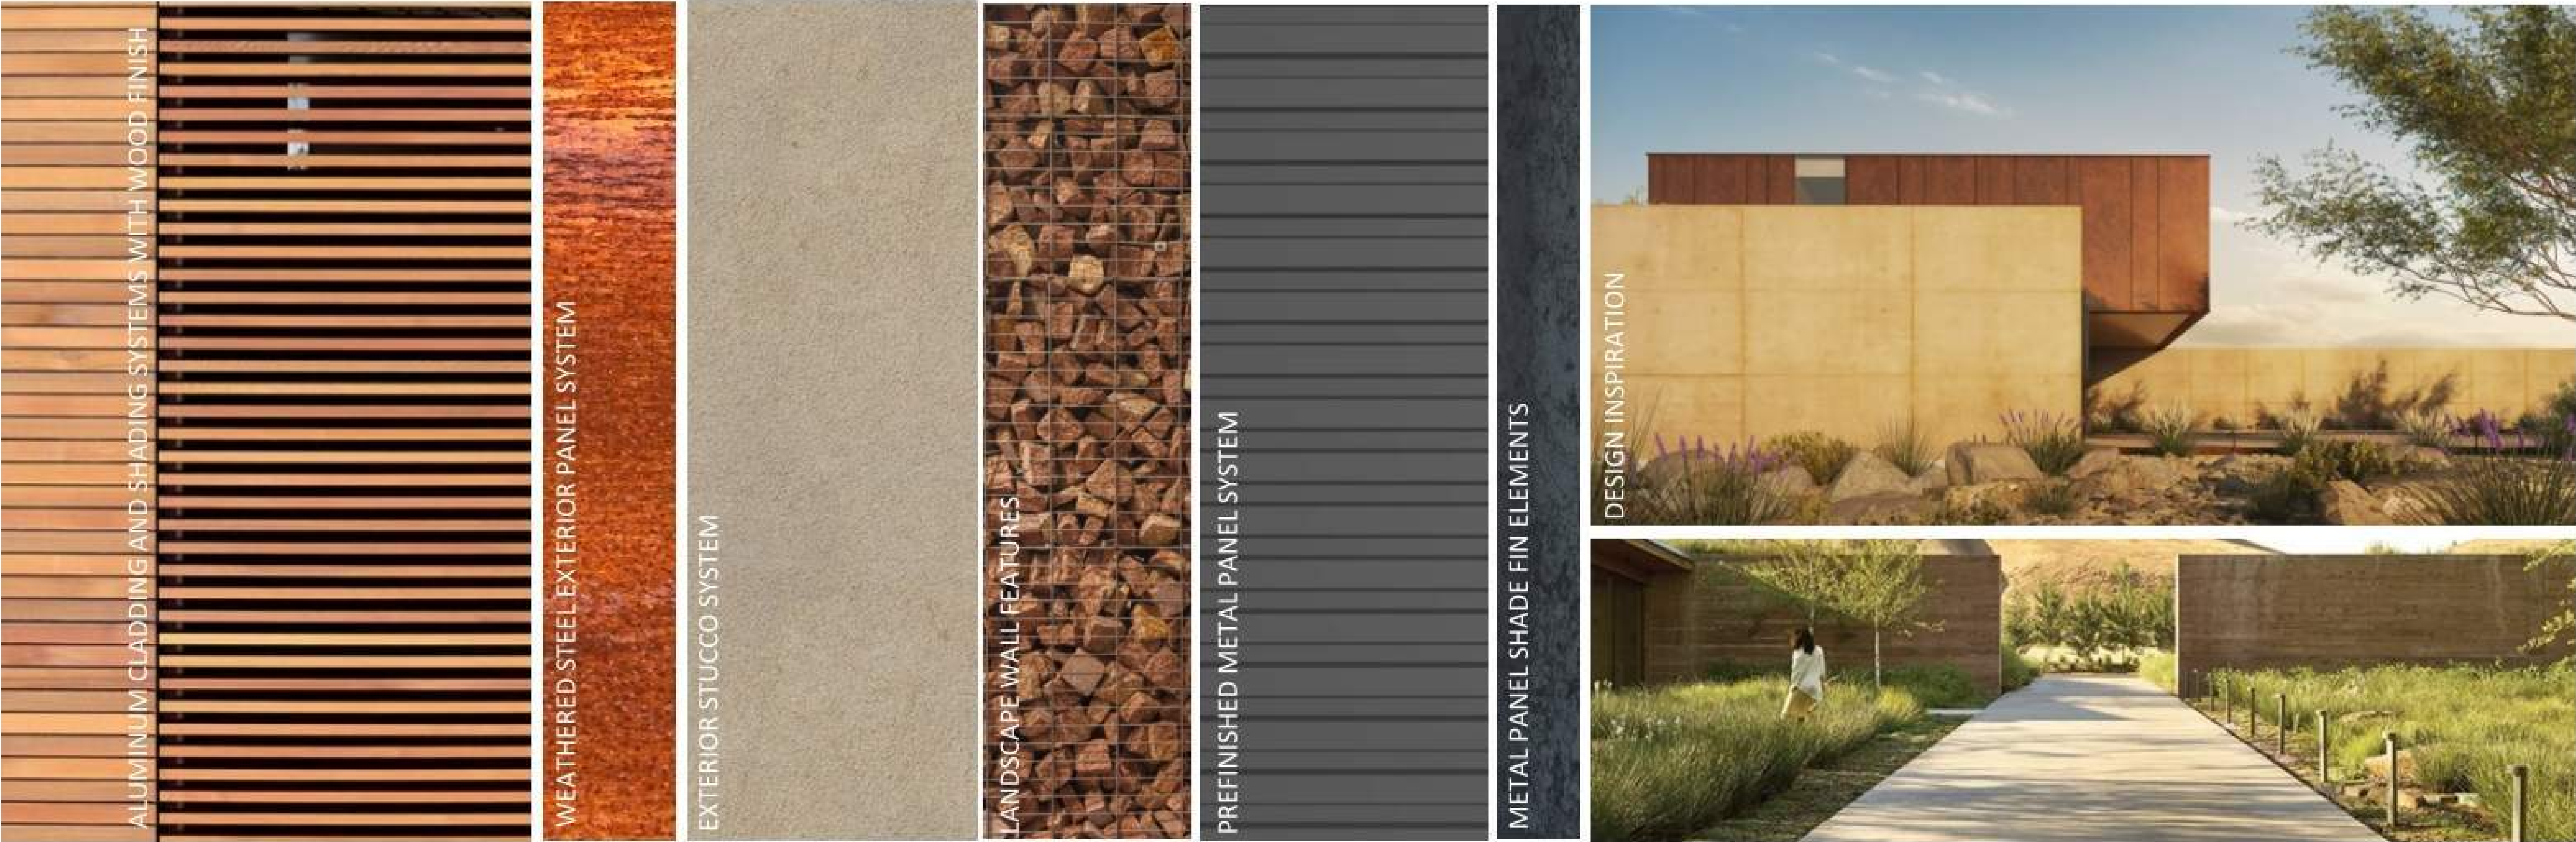 ALUMINUM CLADDING AND SHADING SYSTEMS WITH WOOD FINISH
WEATHERED STEEL EXTERIOR PANEL SYSTEM
EXTERIOR STUCCO SYSTEM
LANDSCAPE WALL FEATURES
PREFINISHED METAL PANEL SYSTEM
METAL PANEL SHADE FIN ELEMENTS
DESIGN INSPIRATION